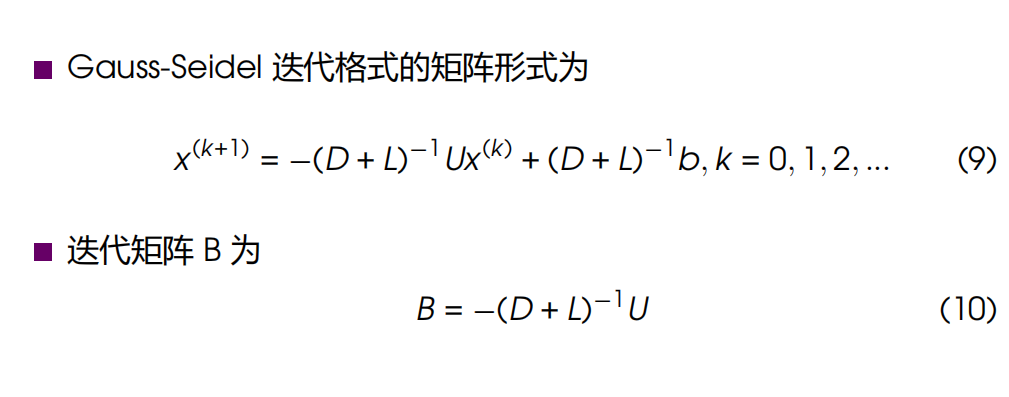 Gauss-Seidel 迭代格式的矩阵形式为
x^(k+1) = −(D + L)^−1 Ux^(k) + (D + L)^−1 b, k = 0, 1, 2, ... (9)
迭代矩阵 B 为
B = −(D + L)^−1 U (10)